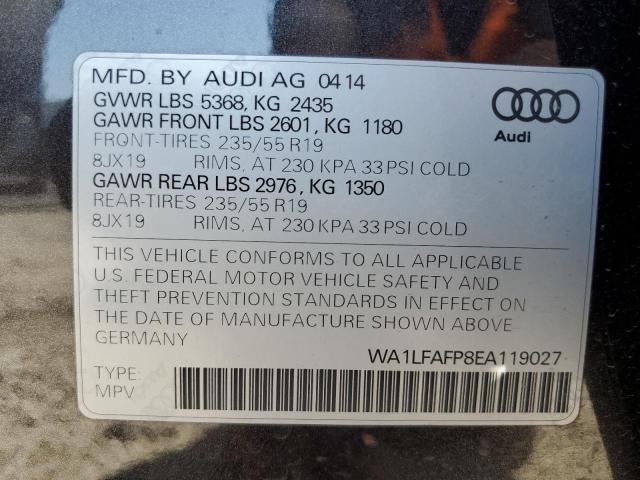 MFD. BY AUDI AG 04 14
GVWR LBS 5368, KG 2435
GAWR FRONT LBS 2601, KG 1180
FRONT-TIRES 235/55 R19
8JX19 RIMS, AT 230 KPA 33 PSI COLD
GAWR REAR LBS 2976, KG 1350
REAR-TIRES 235/55 R19
8JX19 RIMS, AT 230 KPA 33 PSI COLD
Audi
THIS VEHICLE CONFORMS TO ALL APPLICABLE
U.S. FEDERAL MOTOR VEHICLE SAFETY AND
THEFT PREVENTION STANDARDS IN EFFECT ON
THE DATE OF MANUFACTURE SHOWN ABOVE
GERMANY
WA1LFAFP8EA119027
TYPE:
MPV